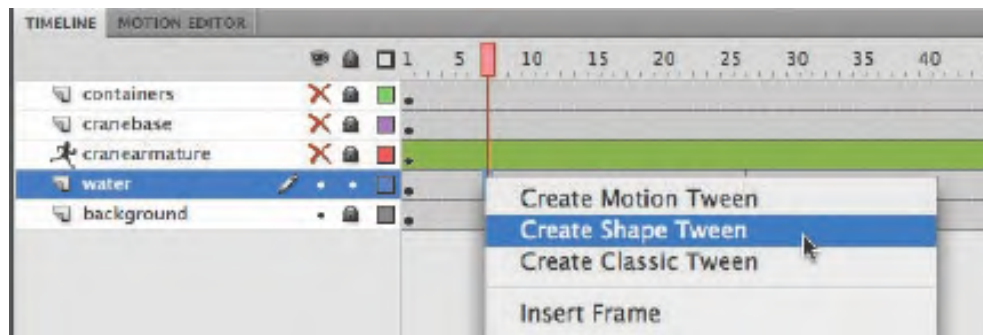 TIMELINE MOTION EDITOR
1 5 10 15 20 25 30 35 40
containers
cranebase
cranearmature
water
background
Create Motion Tween
Create Shape Tween
Create Classic Tween
Insert Frame